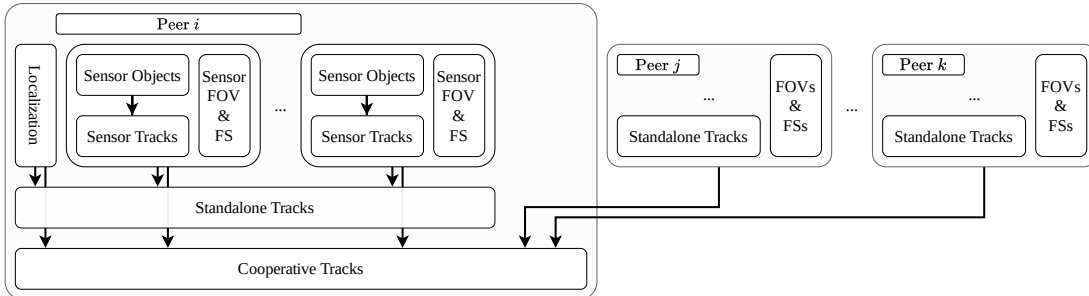 Peer i
Localization
Sensor Objects
Sensor Tracks
Sensor
FOV
&
FS
...
Sensor Objects
Sensor Tracks
Sensor
FOV
&
FS
Standalone Tracks
Cooperative Tracks
Peer j
...
Standalone Tracks
FOVs
&
FSs
...
Peer k
...
Standalone Tracks
FOVs
&
FSs